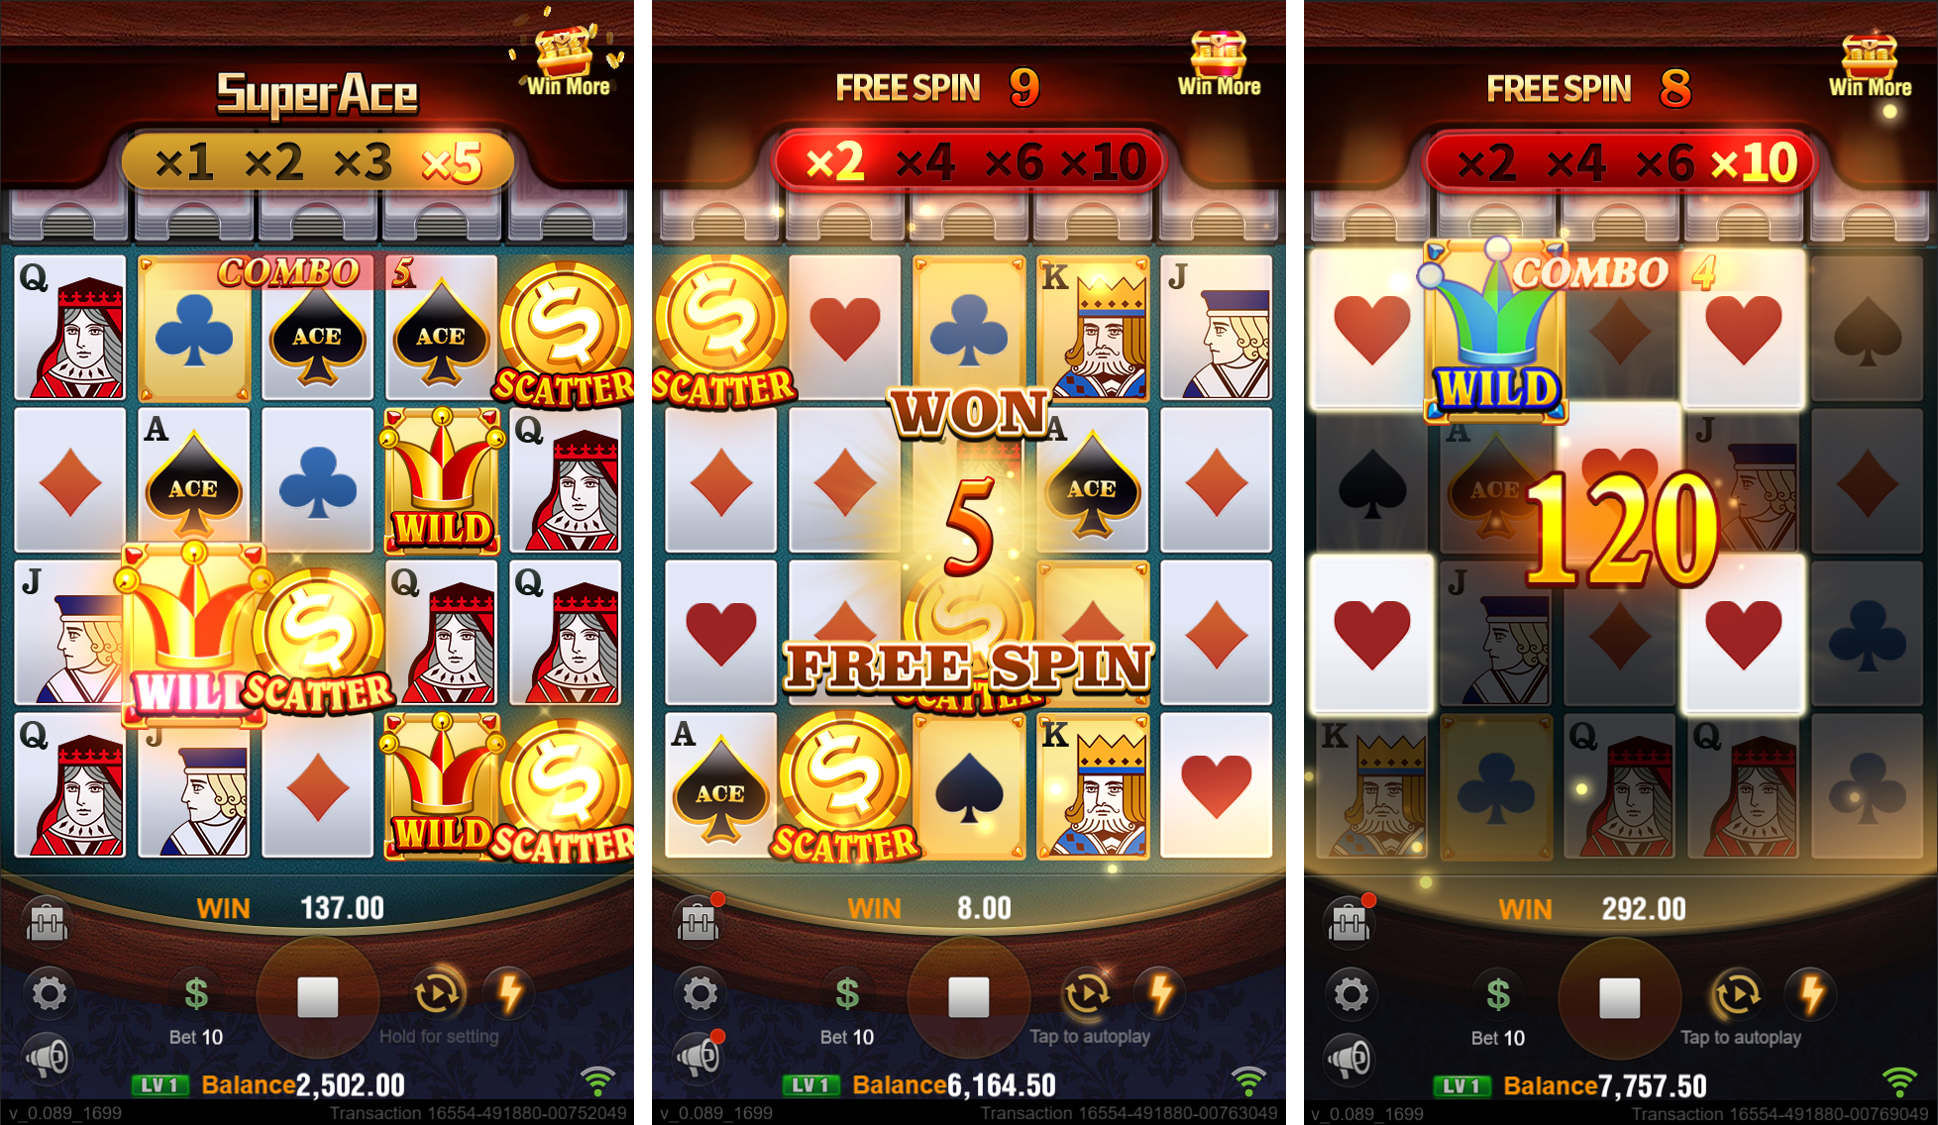 Win More
SuperAce
×1 ×2 ×3 ×5
COMBO 5
Q ACE ACE SCATTER
A ACE WILD Q
J WILD SCATTER Q Q
Q J WILD SCATTER
WIN 137.00
$
Bet 10
Hold for setting
LV 1 Balance 2,502.00
v_0.089_1699 Transaction 16554-491880-00752049
FREE SPIN 9
Win More
×2 ×4 ×6 ×10
SCATTER K J
WON
A ACE
5
FREE SPIN
SCATTER
A ACE SCATTER K
WIN 8.00
$
Bet 10
Tap to autoplay
LV 1 Balance 6,164.50
v_0.089_1699 Transaction 16554-491880-00763049
FREE SPIN 8
Win More
×2 ×4 ×6 ×10
COMBO 4
WILD
A ACE J
120
J
K Q Q
WIN 292.00
$
Bet 10
Tap to autoplay
LV 1 Balance 7,757.50
v_0.089_1699 Transaction 16554-491880-00769049